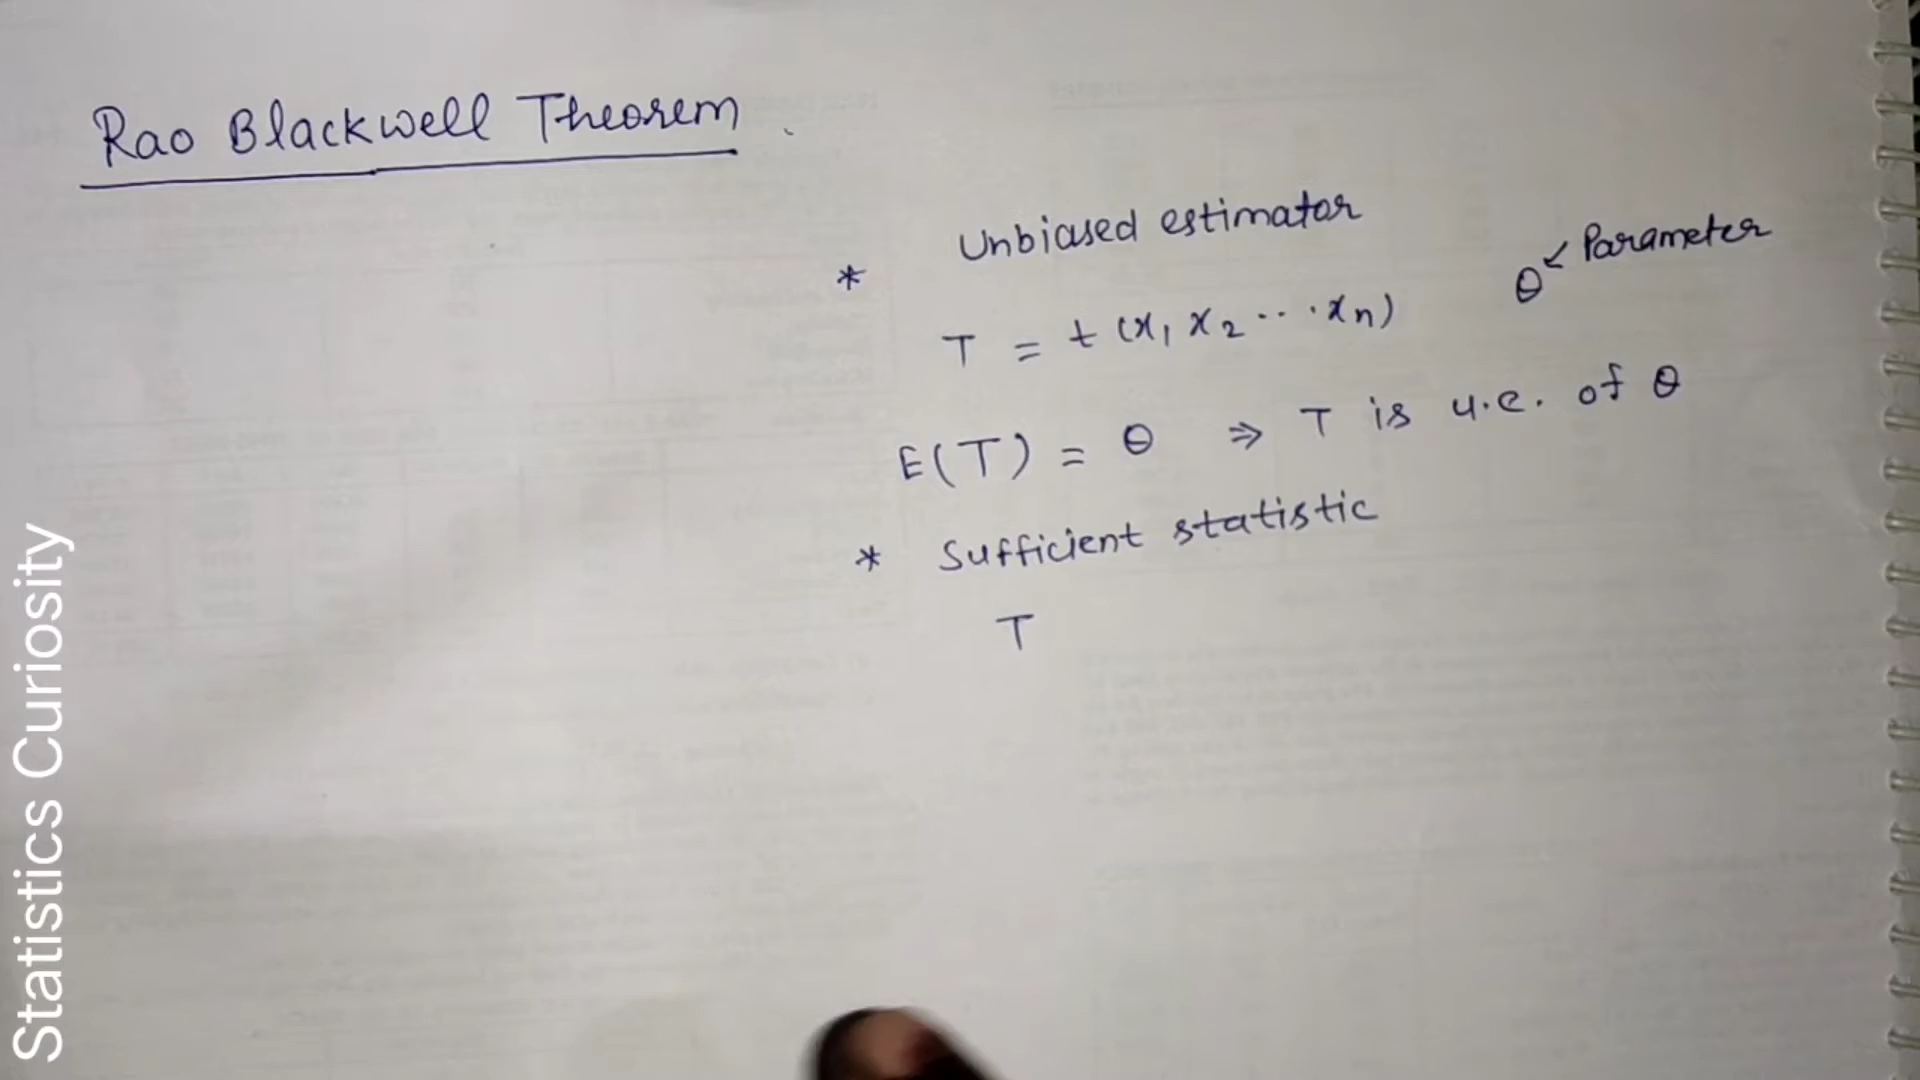 Rao Blackwell Theorem.
* Unbiased estimator
θ ← Parameter
T = t (x₁ x₂ ... xₙ)
E(T) = θ ⇒ T is u.e. of θ
* Sufficient statistic
T
Statistics Curiosity